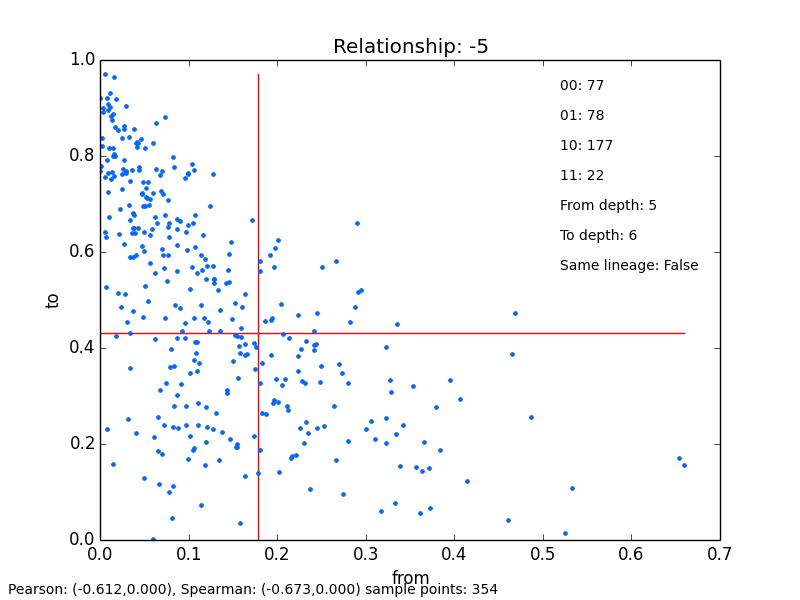 Relationship: -5
1.0
0.8
0.6
0.4
0.2
0.0
to
00: 77
01: 78
10: 177
11: 22
From depth: 5
To depth: 6
Same lineage: False
0.0 0.1 0.2 0.3 0.4 0.5 0.6 0.7
from
Pearson: (-0.612,0.000), Spearman: (-0.673,0.000) sample points: 354